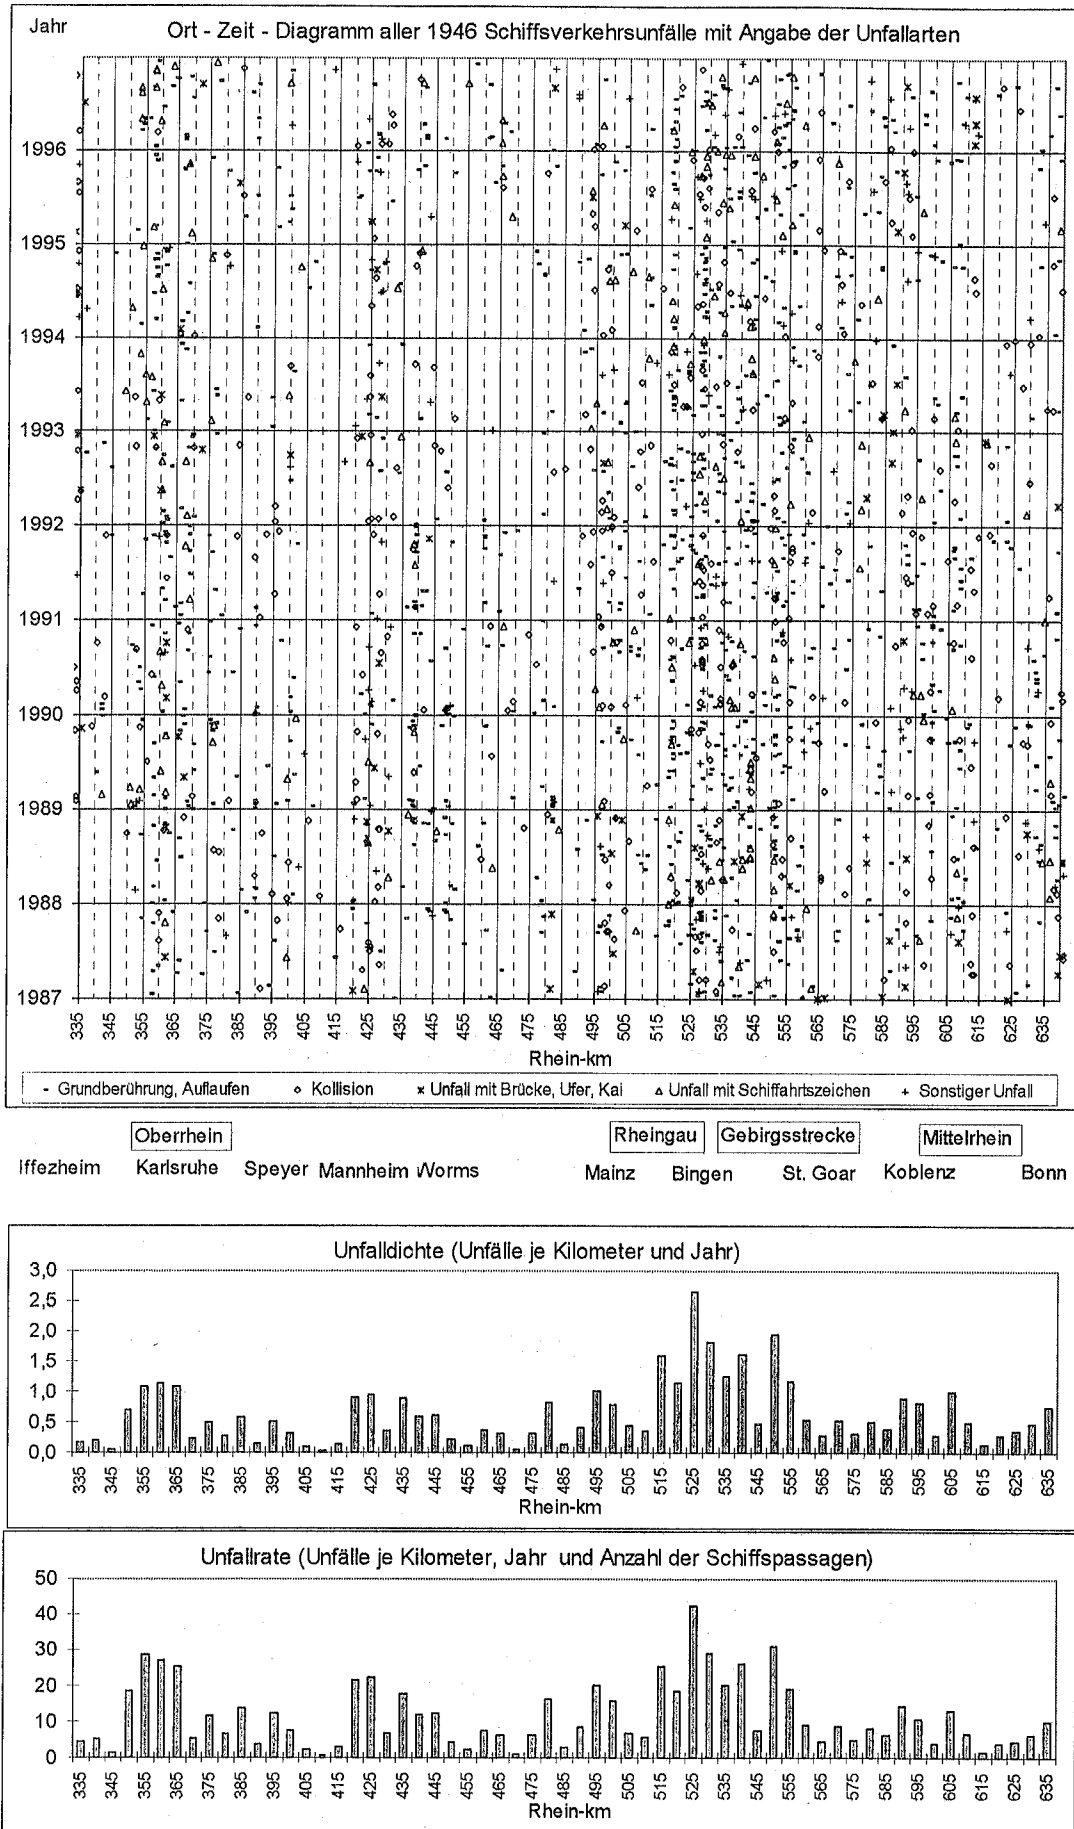 Jahr
Ort - Zeit - Diagramm aller 1946 Schiffsverkehrsunfälle mit Angabe der Unfallarten
1996
1995
1994
1993
1992
1991
1990
1989
1988
1987
335 345 355 365 375 385 395 405 415 425 435 445 455 465 475 485 495 505 515 525 535 545 555 565 575 585 595 605 615 625 635
Rhein-km
- Grundberührung, Auflaufen ◇ Kollision × Unfall mit Brücke, Ufer, Kai △ Unfall mit Schiffahrtszeichen + Sonstiger Unfall
Oberrhein Rheingau Gebirgsstrecke Mittelrhein
Iffezheim Karlsruhe Speyer Mannheim Worms Mainz Bingen St. Goar Koblenz Bonn
Unfalldichte (Unfälle je Kilometer und Jahr)
3,0
2,5
2,0
1,5
1,0
0,5
0,0
335 345 355 365 375 385 395 405 415 425 435 445 455 465 475 485 495 505 515 525 535 545 555 565 575 585 595 605 615 625 635
Rhein-km
Unfallrate (Unfälle je Kilometer, Jahr und Anzahl der Schiffspassagen)
50
40
30
20
10
0
335 345 355 365 375 385 395 405 415 425 435 445 455 465 475 485 495 505 515 525 535 545 555 565 575 585 595 605 615 625 635
Rhein-km